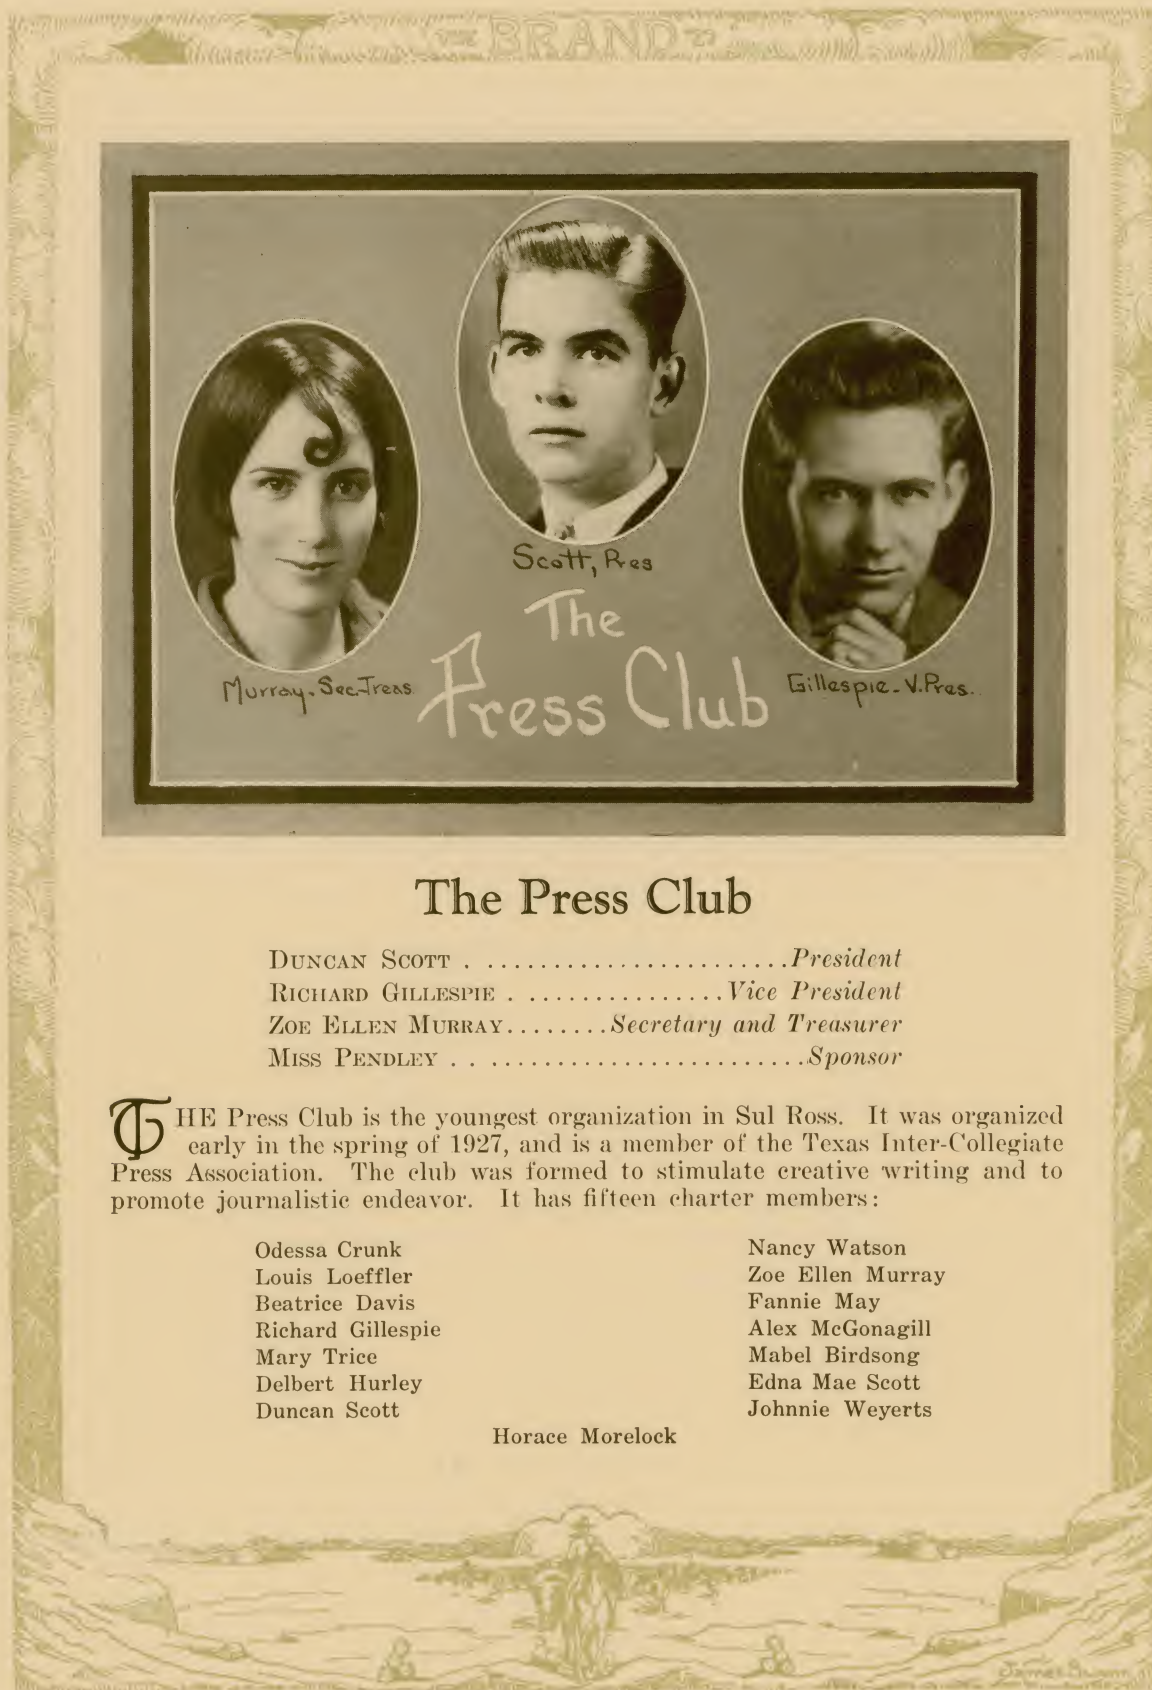 THE BRAND 27
Scott, Pres
The
Press Club
Murray. Sec.-Treas.
Gillespie - V. Pres.
The Press Club
DUNCAN SCOTT . ........................President
RICHARD GILLESPIE . ................Vice President
ZOE ELLEN MURRAY........Secretary and Treasurer
MISS PENDLEY . . ........................Sponsor
THE Press Club is the youngest organization in Sul Ross. It was organized
early in the spring of 1927, and is a member of the Texas Inter-Collegiate
Press Association. The club was formed to stimulate creative writing and to
promote journalistic endeavor. It has fifteen charter members:
Odessa Crunk
Louis Loeffler
Beatrice Davis
Richard Gillespie
Mary Trice
Delbert Hurley
Duncan Scott
Nancy Watson
Zoe Ellen Murray
Fannie May
Alex McGonagill
Mabel Birdsong
Edna Mae Scott
Johnnie Weyerts
Horace Morelock
James Swann